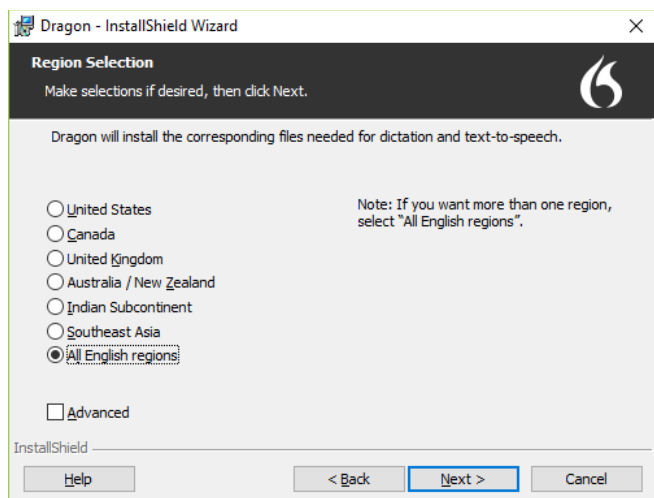 Dragon - InstallShield Wizard
Region Selection
Make selections if desired, then click Next.
Dragon will install the corresponding files needed for dictation and text-to-speech.
United States
Canada
United Kingdom
Australia / New Zealand
Indian Subcontinent
Southeast Asia
All English regions
Note: If you want more than one region,
select "All English regions".
Advanced
InstallShield
Help
< Back
Next >
Cancel